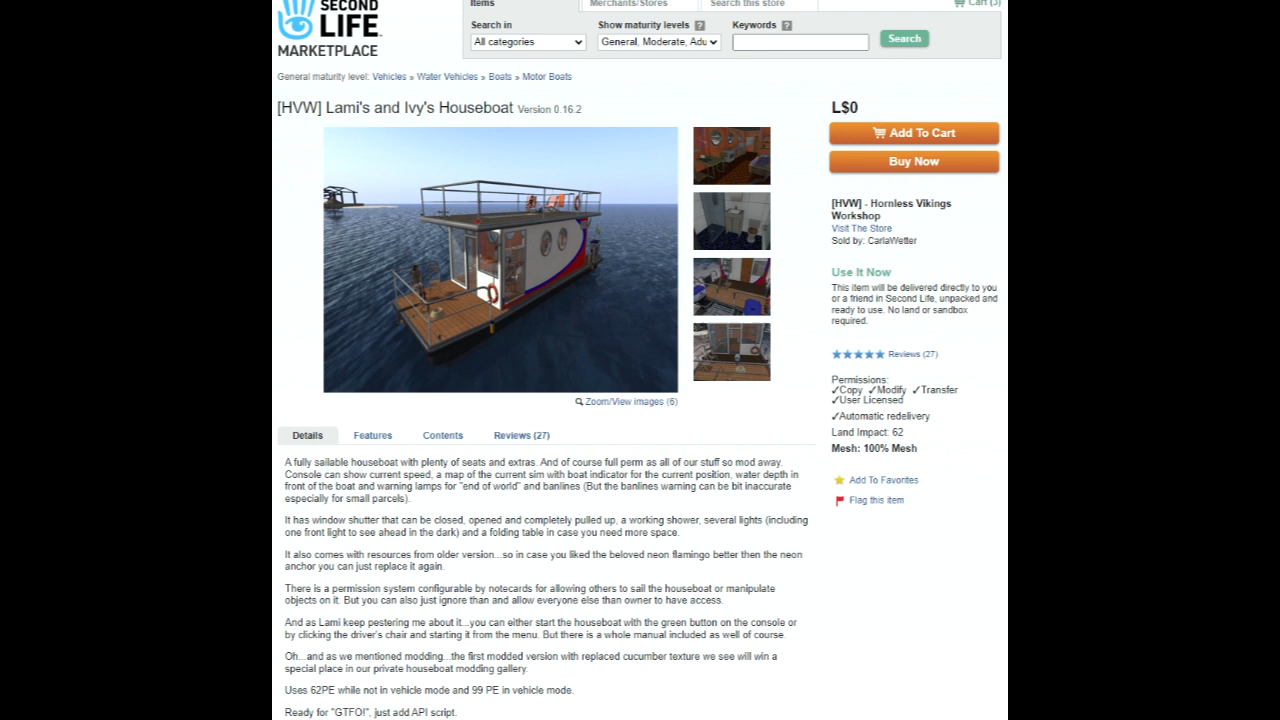 SECOND
LIFE
MARKETPLACE
Items
Merchants/Stores
Search this store
Cart (3)
Search in
Show maturity levels ?
Keywords ?
All categories
General, Moderate, Adu
Search
General maturity level: Vehicles » Water Vehicles » Boats » Motor Boats
[HVW] Lami's and Ivy's Houseboat Version 0.16.2
Zoom/View images (6)
L$0
Add To Cart
Buy Now
[HVW] - Hornless Vikings
Workshop
Visit The Store
Sold by: CarlaWetter
Use It Now
This item will be delivered directly to you
or a friend in Second Life, unpacked and
ready to use. No land or sandbox
required.
Reviews (27)
Permissions:
✓Copy ✓Modify ✓Transfer
✓User Licensed
✓Automatic redelivery
Land Impact: 62
Mesh: 100% Mesh
Add To Favorites
Flag this item
Details
Features
Contents
Reviews (27)
A fully sailable houseboat with plenty of seats and extras. And of course full perm as all of our stuff so mod away.
Console can show current speed, a map of the current sim with boat indicator for the current position, water depth in
front of the boat and warning lamps for "end of world" and banlines (But the banlines warning can be bit inaccurate
especially for small parcels).
It has window shutter that can be closed, opened and completely pulled up, a working shower, several lights (including
one front light to see ahead in the dark) and a folding table in case you need more space.
It also comes with resources from older version...so in case you liked the beloved neon flamingo better then the neon
anchor you can just replace it again.
There is a permission system configurable by notecards for allowing others to sail the houseboat or manipulate
objects on it. But you can also just ignore than and allow everyone else than owner to have access.
And as Lami keep pestering me about it...you can either start the houseboat with the green button on the console or
by clicking the driver's chair and starting it from the menu. But there is a whole manual included as well of course.
Oh...and as we mentioned modding...the first modded version with replaced cucumber texture we see will win a
special place in our private houseboat modding gallery.
Uses 62PE while not in vehicle mode and 99 PE in vehicle mode.
Ready for "GTFO!", just add API script.